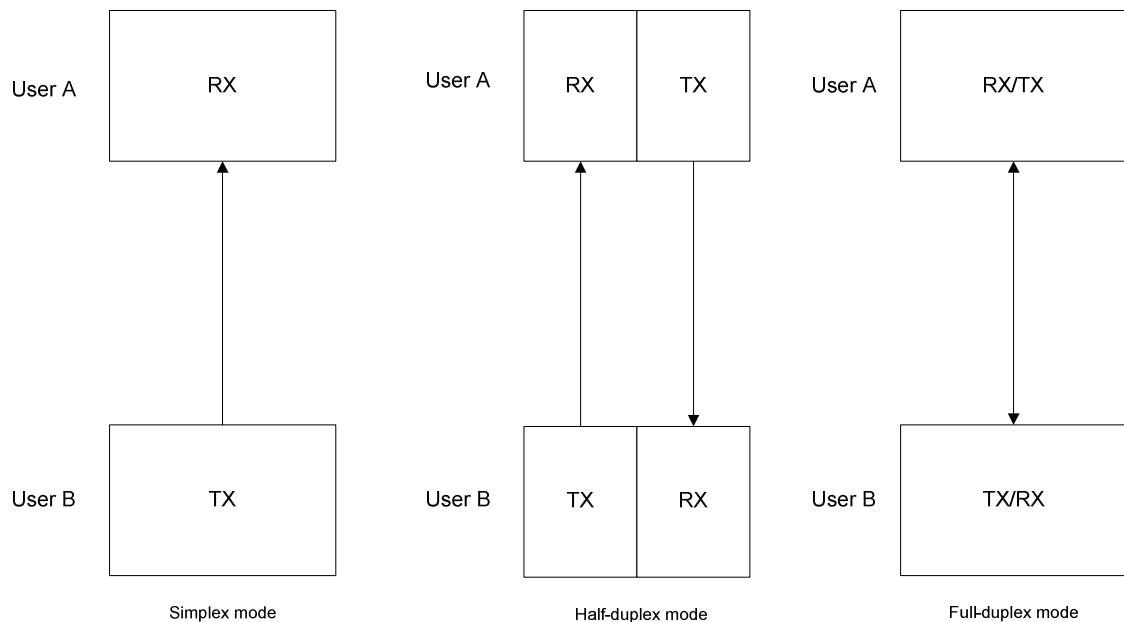 User A
RX
User B
TX
Simplex mode
User A
RX
TX
User B
TX
RX
Half-duplex mode
User A
RX/TX
User B
TX/RX
Full-duplex mode